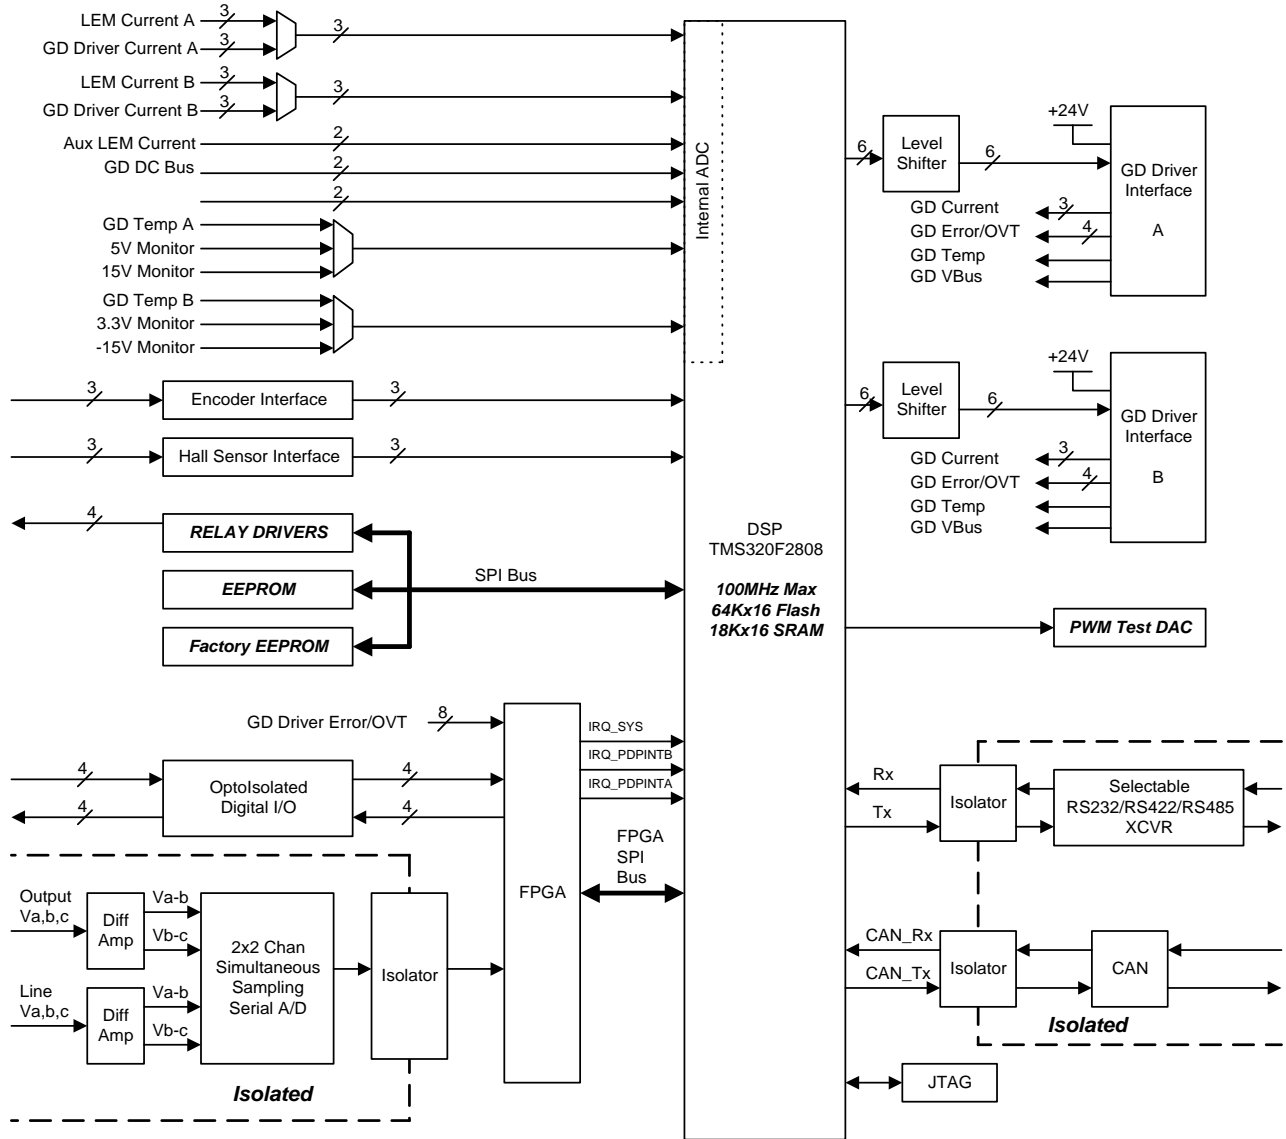 LEM Current A
3
3
GD Driver Current A
3
LEM Current B
3
3
GD Driver Current B
3
Aux LEM Current
2
GD DC Bus
2
2
GD Temp A
5V Monitor
15V Monitor
GD Temp B
3.3V Monitor
-15V Monitor
Internal ADC
3
Encoder Interface
3
3
Hall Sensor Interface
3
4
RELAY DRIVERS
EEPROM
Factory EEPROM
SPI Bus
DSP
TMS320F2808
100MHz Max
64Kx16 Flash
18Kx16 SRAM
GD Driver Error/OVT
8
4
4
OptoIsolated
Digital I/O
4
4
FPGA
IRQ_SYS
IRQ_PDPINTB
IRQ_PDPINTA
FPGA
SPI
Bus
Output
Va,b,c
Diff
Amp
Va-b
Vb-c
Line
Va,b,c
Diff
Amp
Va-b
Vb-c
2x2 Chan
Simultaneous
Sampling
Serial A/D
Isolator
Isolated
6
Level
Shifter
6
+24V
GD Driver
Interface
A
GD Current
3
GD Error/OVT
4
GD Temp
GD VBus
6
Level
Shifter
6
+24V
GD Driver
Interface
B
GD Current
3
GD Error/OVT
4
GD Temp
GD VBus
PWM Test DAC
Rx
Tx
Isolator
Selectable
RS232/RS422/RS485
XCVR
CAN_Rx
CAN_Tx
Isolator
CAN
Isolated
JTAG